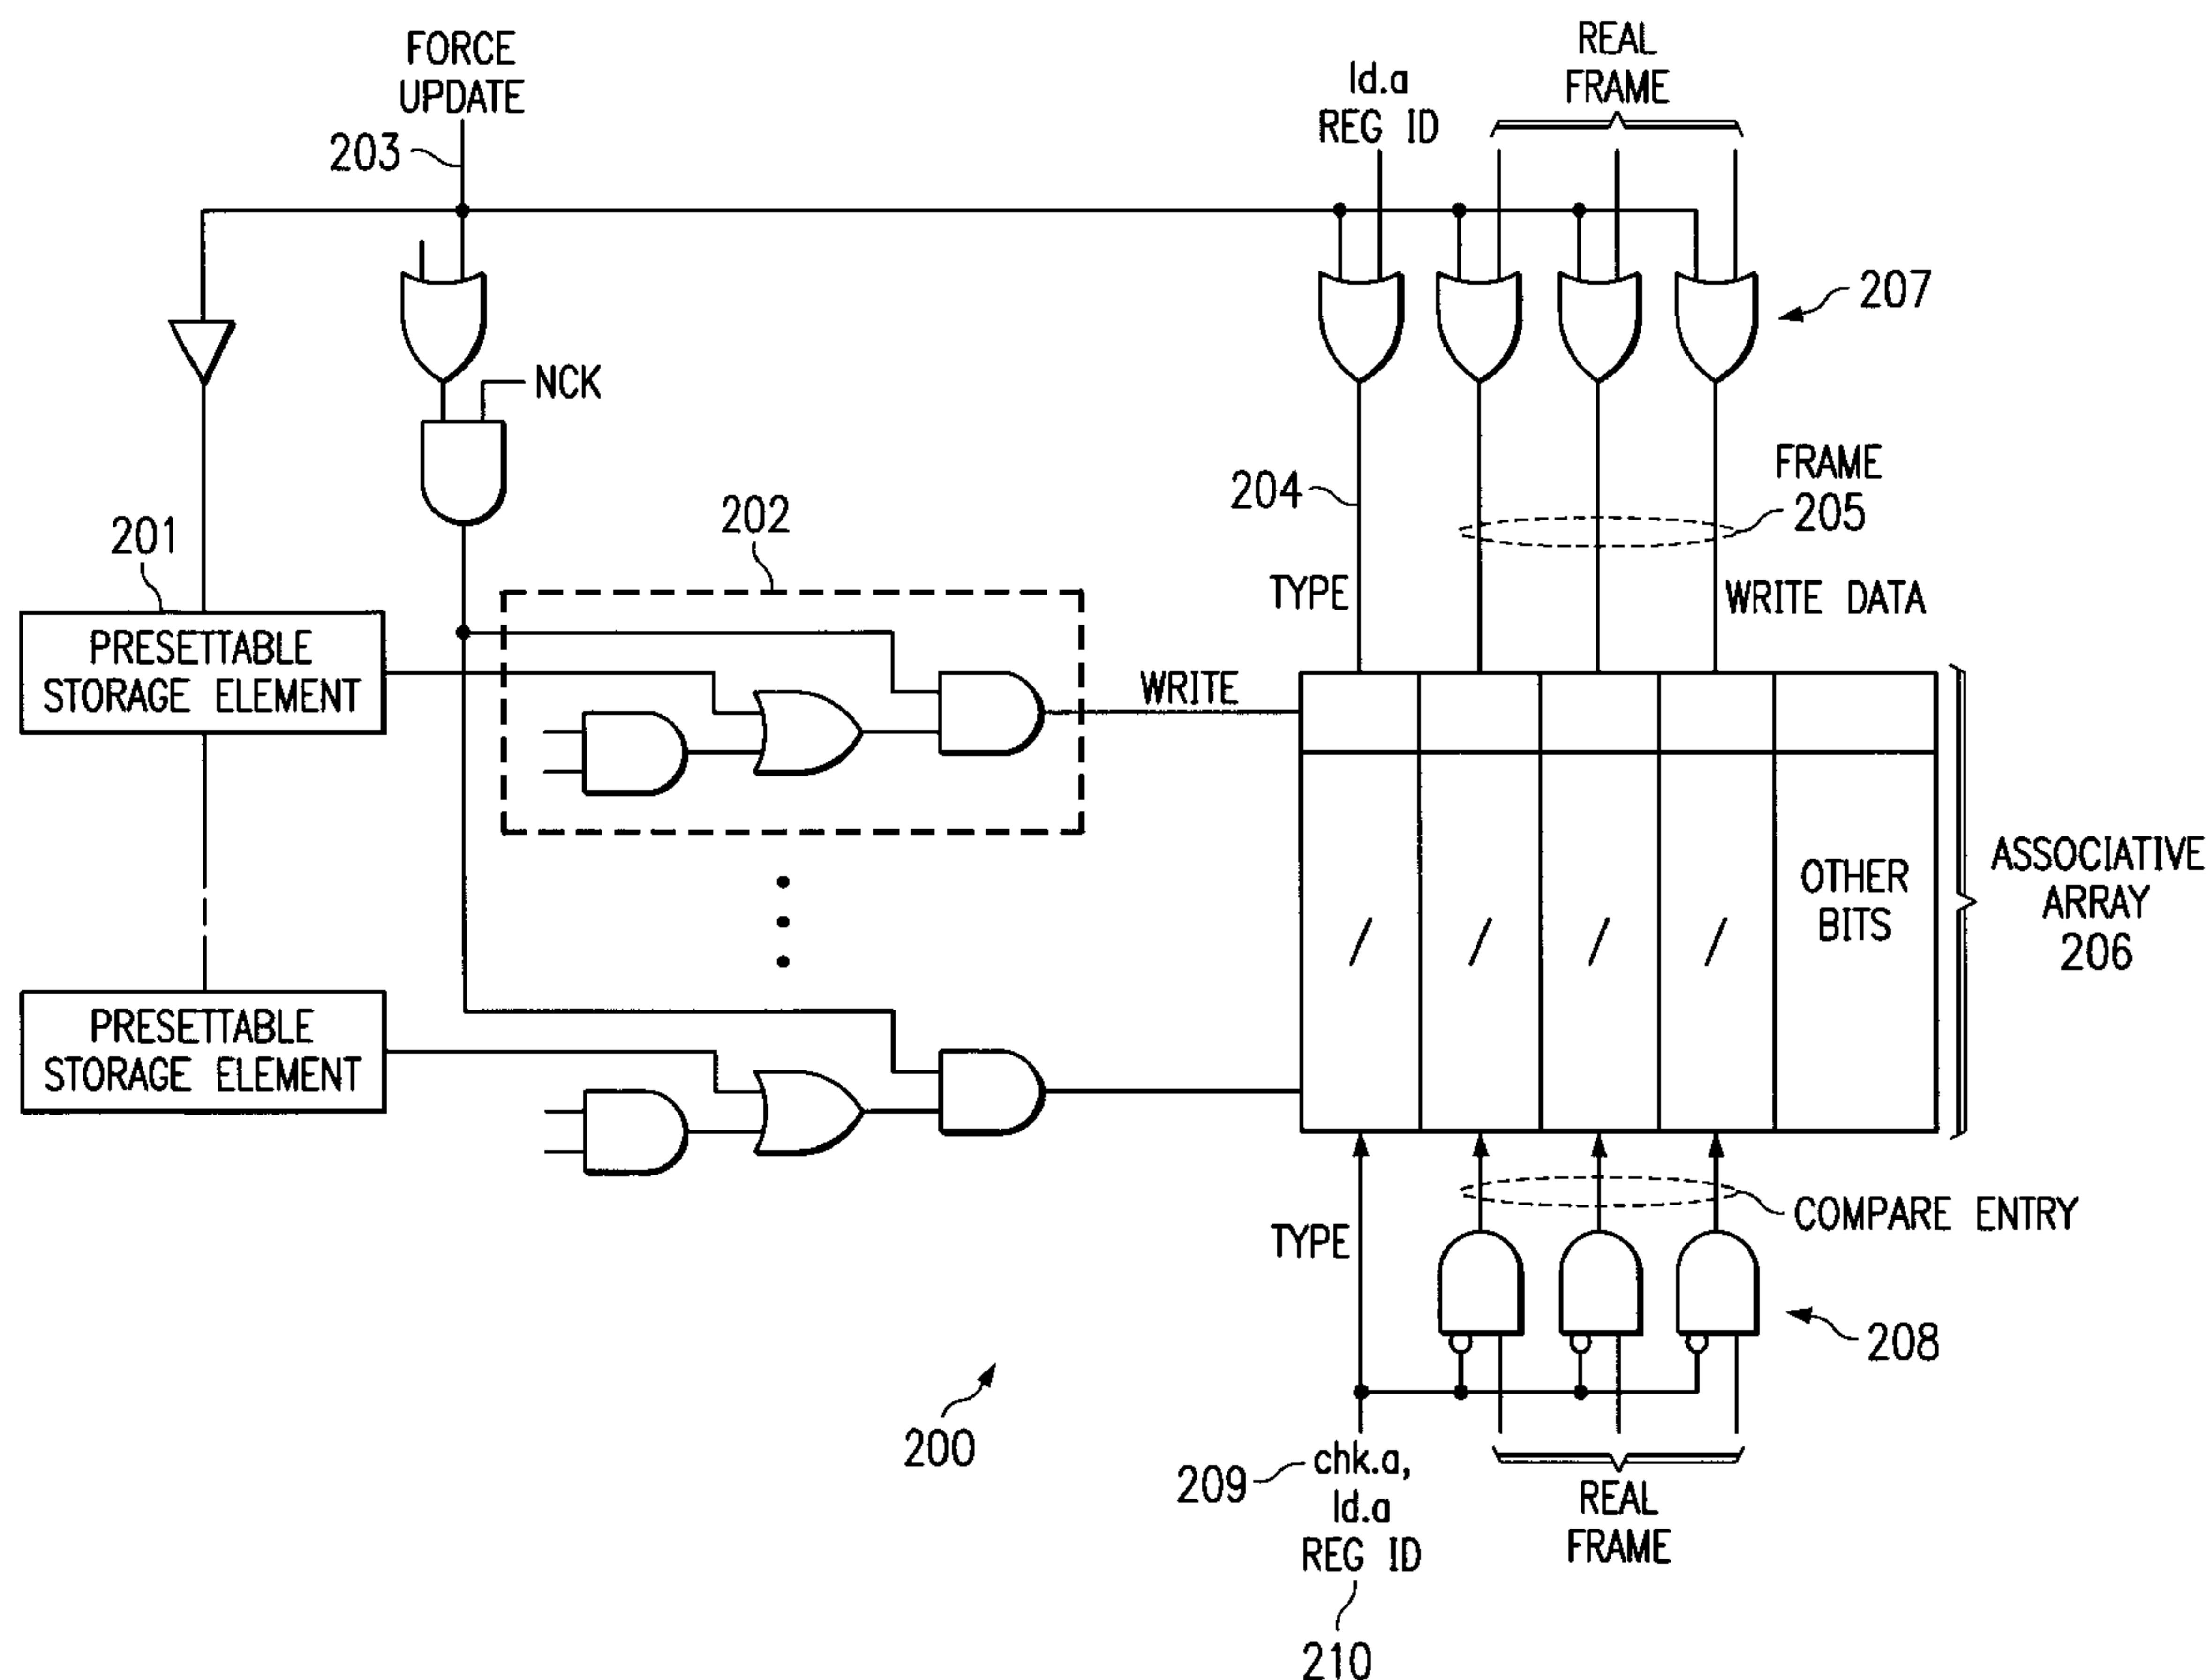 FORCE
UPDATE
203
ld.a
REG ID
REAL
FRAME
207
NCK
204
FRAME
205
202
201
TYPE
WRITE DATA
PRESETTABLE
STORAGE ELEMENT
WRITE
OTHER
BITS
ASSOCIATIVE
ARRAY
206
/ / / /
PRESETTABLE
STORAGE ELEMENT
TYPE
COMPARE ENTRY
208
200
209
chk.a,
ld.a
REG ID
210
REAL
FRAME